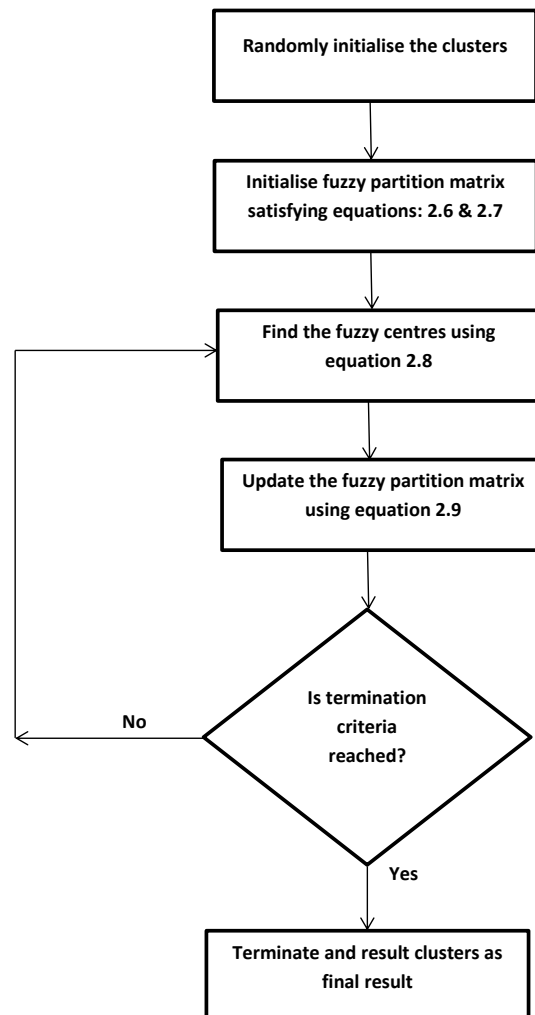 Randomly initialise the clusters
Initialise fuzzy partition matrix
satisfying equations: 2.6 & 2.7
Find the fuzzy centres using
equation 2.8
Update the fuzzy partition matrix
using equation 2.9
Is termination
criteria
reached?
No
Yes
Terminate and result clusters as
final result